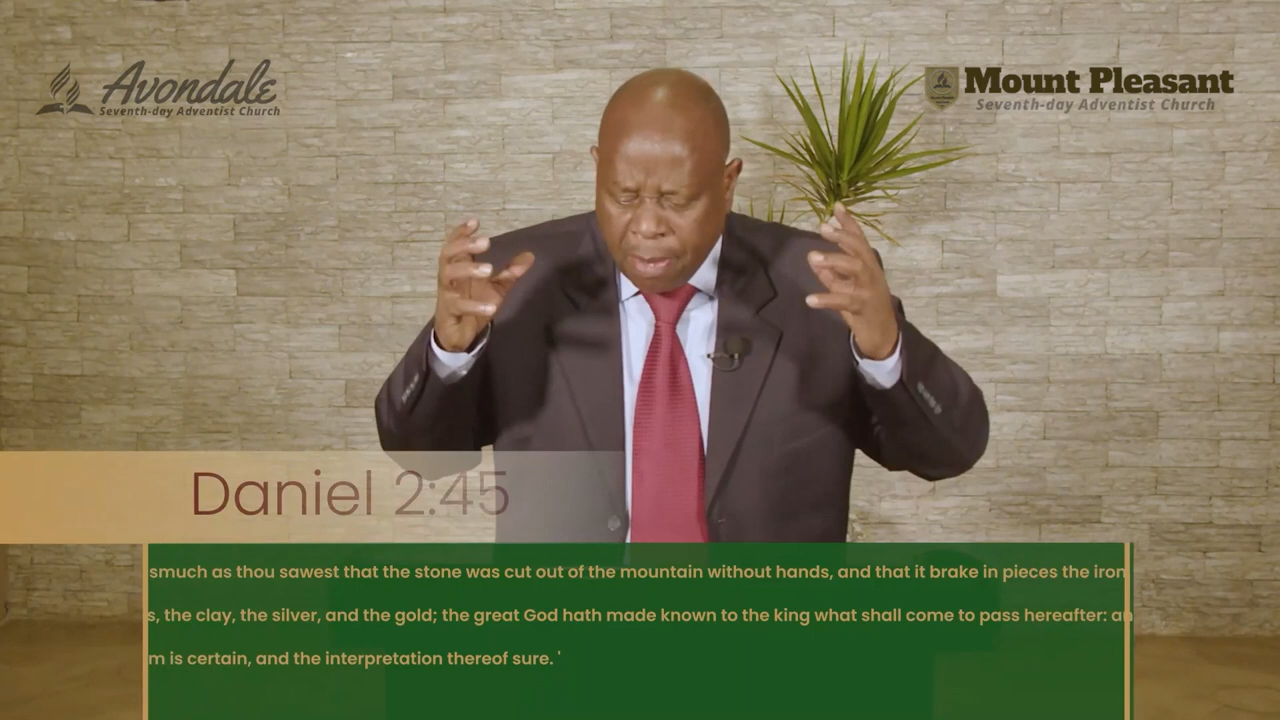 Avondale
Seventh-day Adventist Church
Mount Pleasant
Seventh-day Adventist Church
Daniel 2:45
smuch as thou sawest that the stone was cut out of the mountain without hands, and that it brake in pieces the iron
s, the clay, the silver, and the gold; the great God hath made known to the king what shall come to pass hereafter: an
m is certain, and the interpretation thereof sure. '